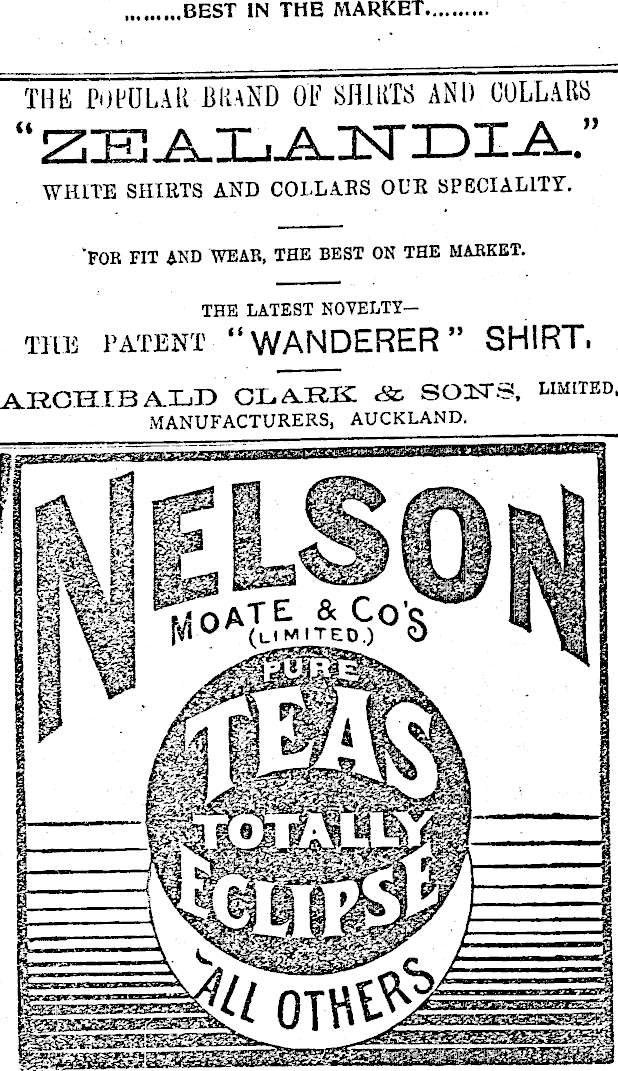 .........BEST IN THE MARKET..........
THE POPULAR BRAND OF SHIRTS AND COLLARS
"ZEALANDIA."
WHITE SHIRTS AND COLLARS OUR SPECIALITY.
FOR FIT AND WEAR, THE BEST ON THE MARKET.
THE LATEST NOVELTY—
THE PATENT "WANDERER" SHIRT.
ARCHIBALD CLARK & SONS, LIMITED,
MANUFACTURERS, AUCKLAND.
NELSON
MOATE & CO'S
(LIMITED.)
PURE
TEAS
TOTALLY
ECLIPSE
ALL OTHERS